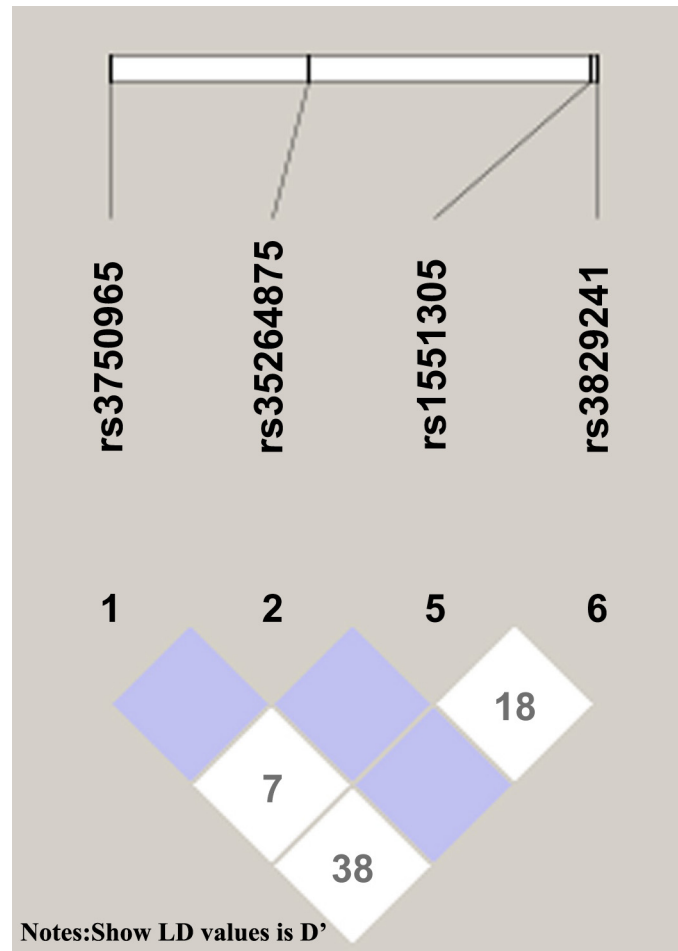 rs3750965
rs35264875
rs1551305
rs3829241
1 2 5 6
18
7
38
Notes:Show LD values is D’